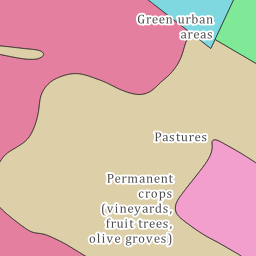 Green urban
areas
Pastures
Permanent
crops
(vineyards,
fruit trees,
olive groves)